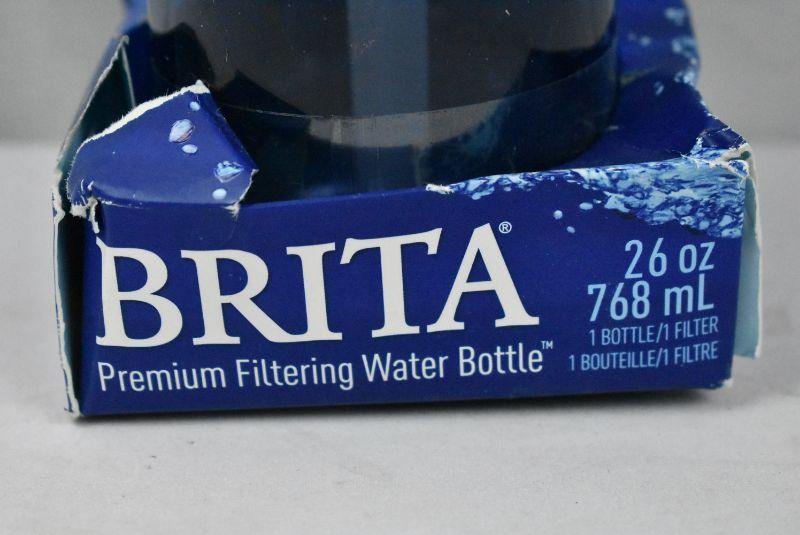 BRITA®
Premium Filtering Water Bottle™
26 oz
768 mL
1 BOTTLE/1 FILTER
1 BOUTEILLE/1 FILTRE